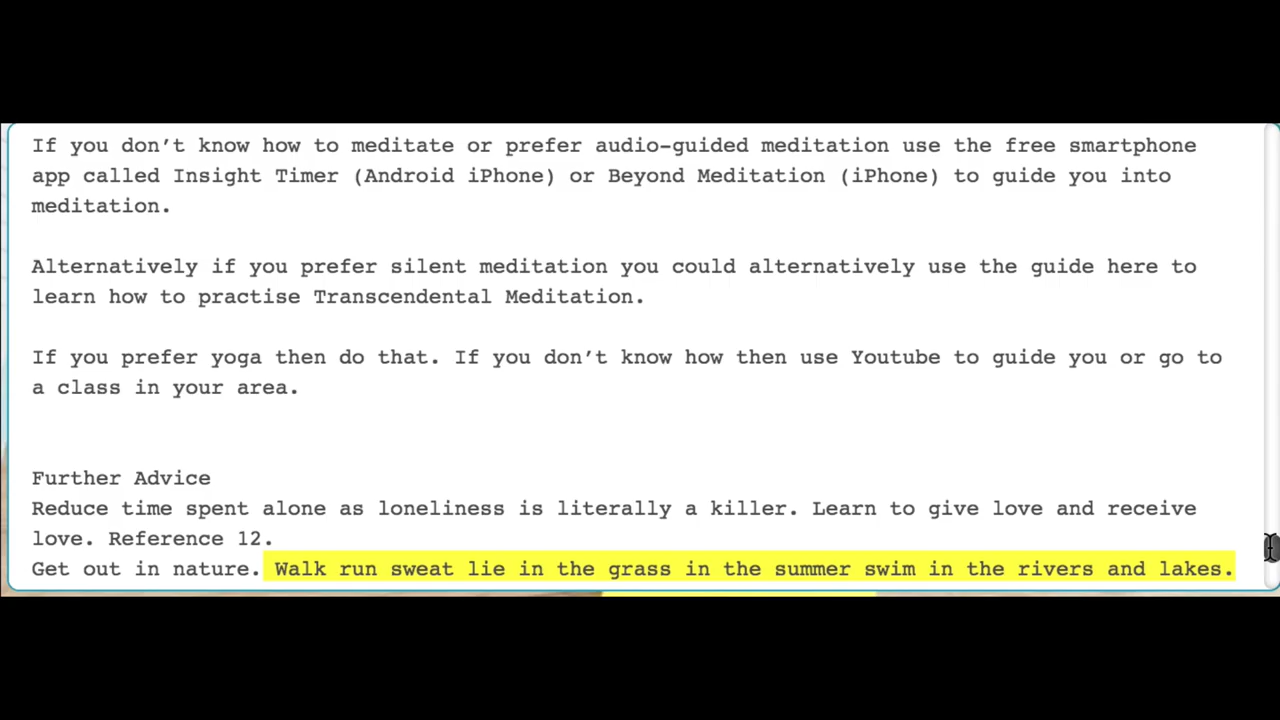 If you don’t know how to meditate or prefer audio-guided meditation use the free smartphone
app called Insight Timer (Android iPhone) or Beyond Meditation (iPhone) to guide you into
meditation.
Alternatively if you prefer silent meditation you could alternatively use the guide here to
learn how to practise Transcendental Meditation.
If you prefer yoga then do that. If you don’t know how then use Youtube to guide you or go to
a class in your area.
Further Advice
Reduce time spent alone as loneliness is literally a killer. Learn to give love and receive
love. Reference 12.
Get out in nature. Walk run sweat lie in the grass in the summer swim in the rivers and lakes.